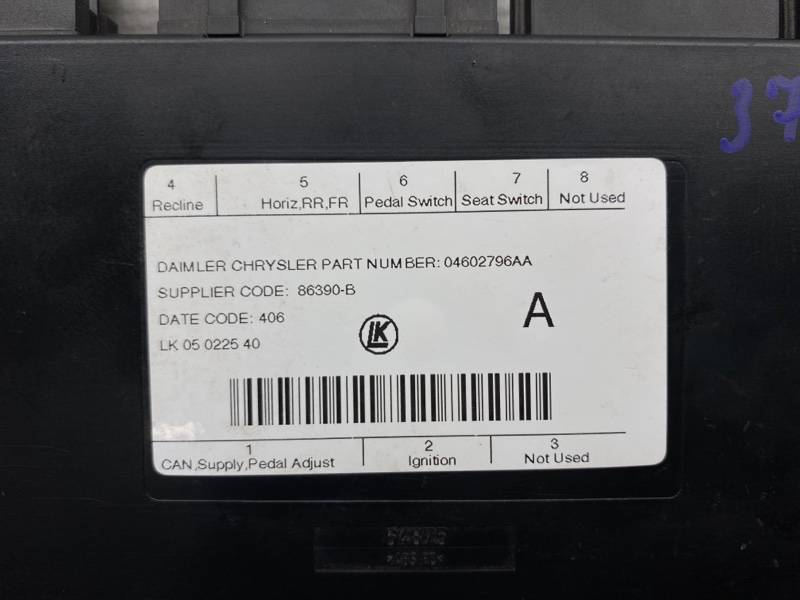 37
4 5 6 7 8
Recline Horiz,RR,FR Pedal Switch Seat Switch Not Used
DAIMLER CHRYSLER PART NUMBER: 04602796AA
SUPPLIER CODE: 86390-B
DATE CODE: 406
LK 05 0225 40
LK
A
1 2 3
CAN,Supply,Pedal Adjust Ignition Not Used